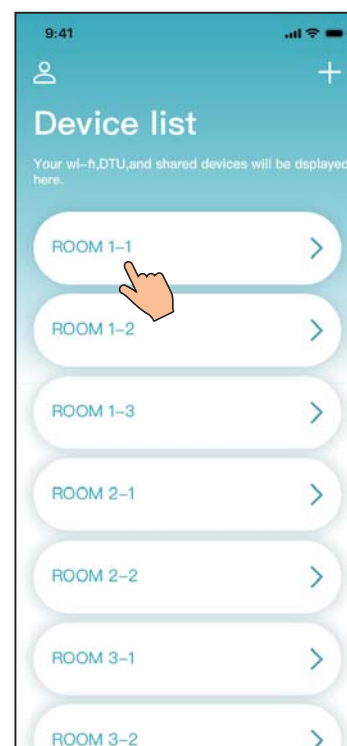 9:41
Device list
Your wi-fi,DTU,and shared devices will be dsplayed
here.
ROOM 1-1
ROOM 1-2
ROOM 1-3
ROOM 2-1
ROOM 2-2
ROOM 3-1
ROOM 3-2